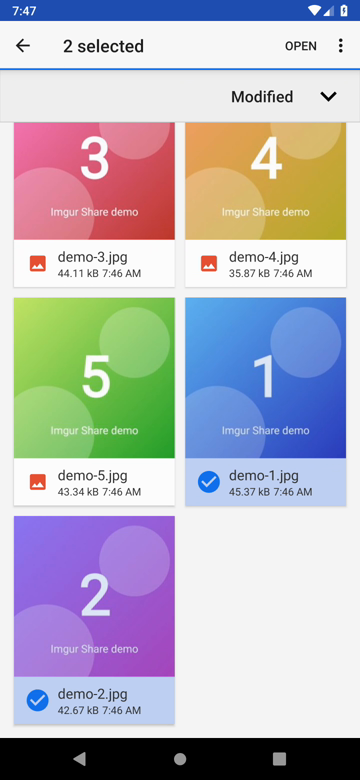 7:47
2 selected
OPEN
Modified
3
Imgur Share demo
demo-3.jpg
44.11 kB 7:46 AM
4
Imgur Share demo
demo-4.jpg
35.87 kB 7:46 AM
5
Imgur Share demo
demo-5.jpg
43.34 kB 7:46 AM
1
Imgur Share demo
demo-1.jpg
45.37 kB 7:46 AM
2
Imgur Share demo
demo-2.jpg
42.67 kB 7:46 AM